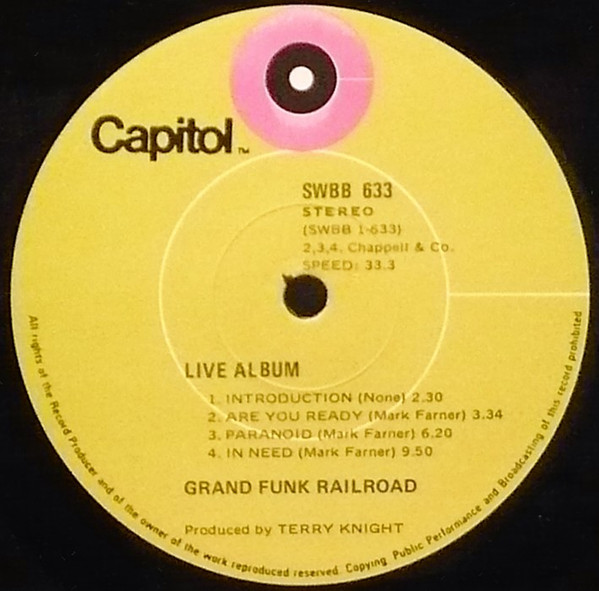 Capitol™
SWBB 633
STEREO
(SWBB 1-633)
2,3,4. Chappell & Co.
SPEED: 33.3
LIVE ALBUM
1. INTRODUCTION (None) 2.30
2. ARE YOU READY (Mark Farner) 3.34
3. PARANOID (Mark Farner) 6.20
4. IN NEED (Mark Farner) 9.50
GRAND FUNK RAILROAD
Produced by TERRY KNIGHT
All rights of the Record Producer and of the owner of the work reproduced reserved. Copying, Public Performance and Broadcasting of this record prohibited